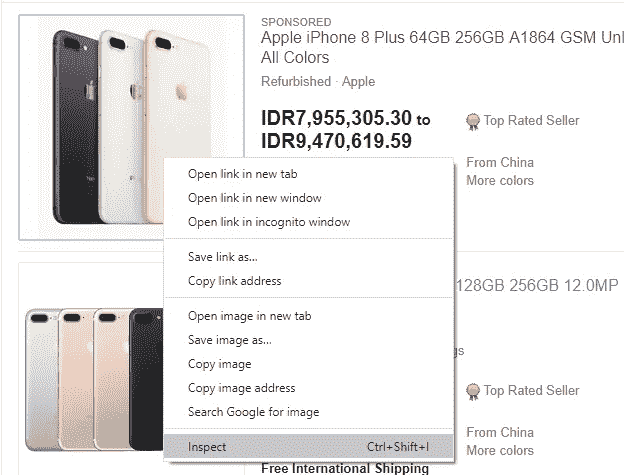 SPONSORED
Apple iPhone 8 Plus 64GB 256GB A1864 GSM Unl
All Colors
Refurbished · Apple
IDR7,955,305.30 to
IDR9,470,619.59
Top Rated Seller
From China
More colors
Open link in new tab
Open link in new window
Open link in incognito window
Save link as...
Copy link address
Open image in new tab
Save image as...
Copy image
Copy image address
Search Google for image
Inspect Ctrl+Shift+I
128GB 256GB 12.0MP
gs
Top Rated Seller
From China
More colors
Free International Shipping